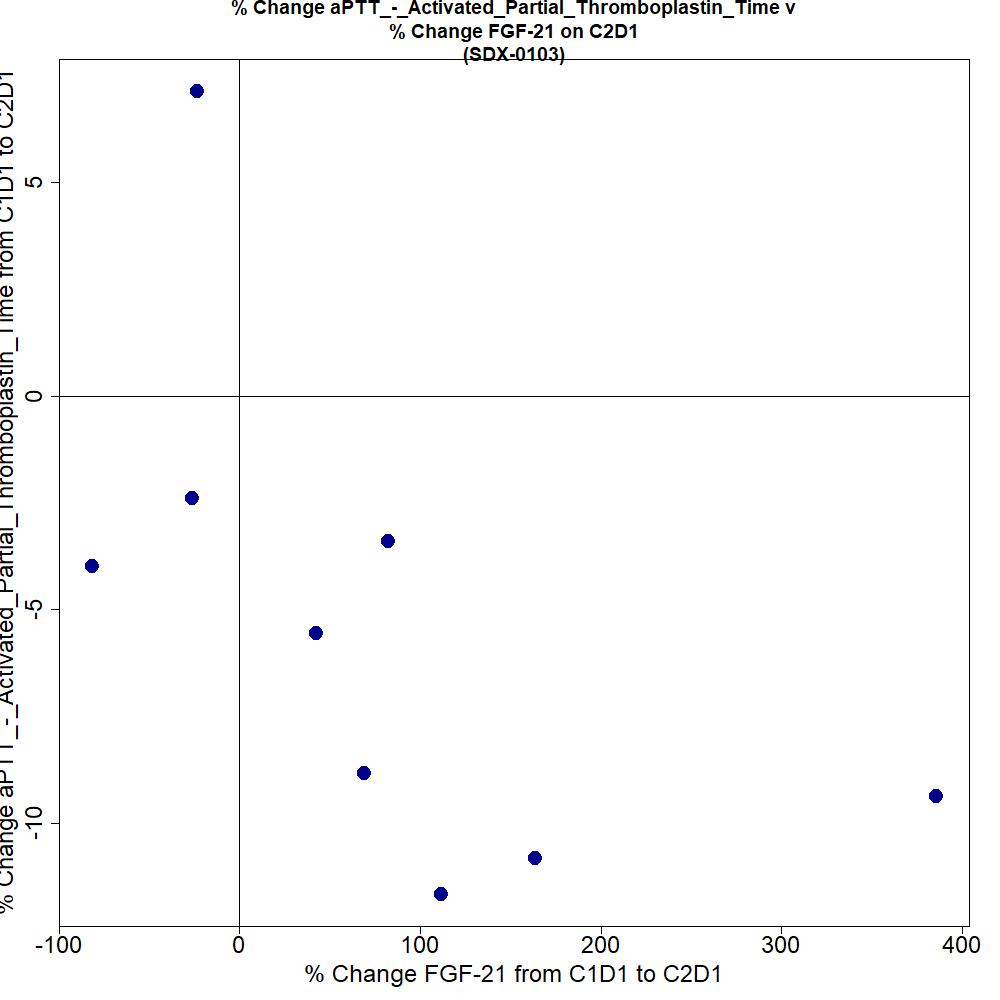 % Change aPTT_-_Activated_Partial_Thromboplastin_Time v
% Change FGF-21 on C2D1
(SDX-0103)
% Change aPTT_-_Activated_Partial_Thromboplastin_Time from C1D1 to C2D1
5
0
-5
-10
-100 0 100 200 300 400
% Change FGF-21 from C1D1 to C2D1